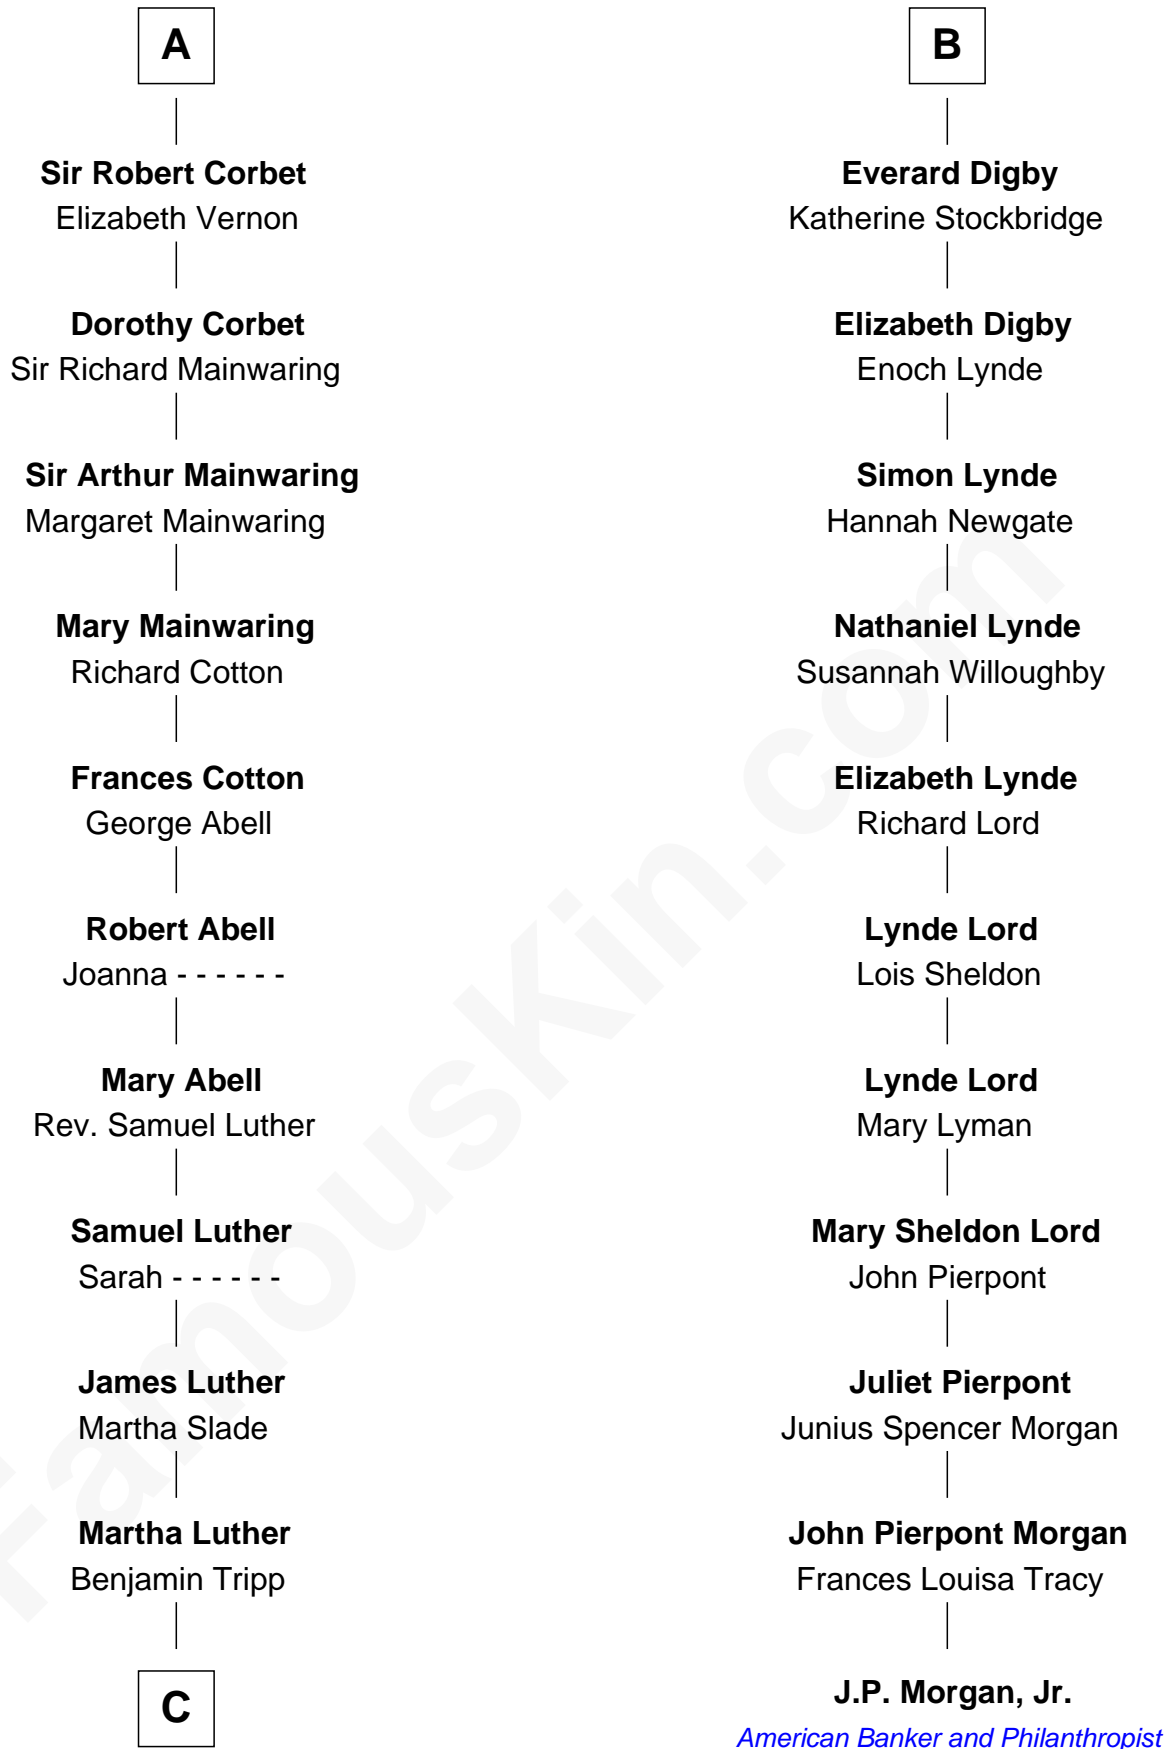 A
Sir Robert Corbet
Elizabeth Vernon
Dorothy Corbet
Sir Richard Mainwaring
Sir Arthur Mainwaring
Margaret Mainwaring
Mary Mainwaring
Richard Cotton
Frances Cotton
George Abell
Robert Abell
Joanna - - - - - -
Mary Abell
Rev. Samuel Luther
Samuel Luther
Sarah - - - - - -
James Luther
Martha Slade
Martha Luther
Benjamin Tripp
C
B
Everard Digby
Katherine Stockbridge
Elizabeth Digby
Enoch Lynde
Simon Lynde
Hannah Newgate
Nathaniel Lynde
Susannah Willoughby
Elizabeth Lynde
Richard Lord
Lynde Lord
Lois Sheldon
Lynde Lord
Mary Lyman
Mary Sheldon Lord
John Pierpont
Juliet Pierpont
Junius Spencer Morgan
John Pierpont Morgan
Frances Louisa Tracy
J.P. Morgan, Jr.
American Banker and Philanthropist
FamousKin.com